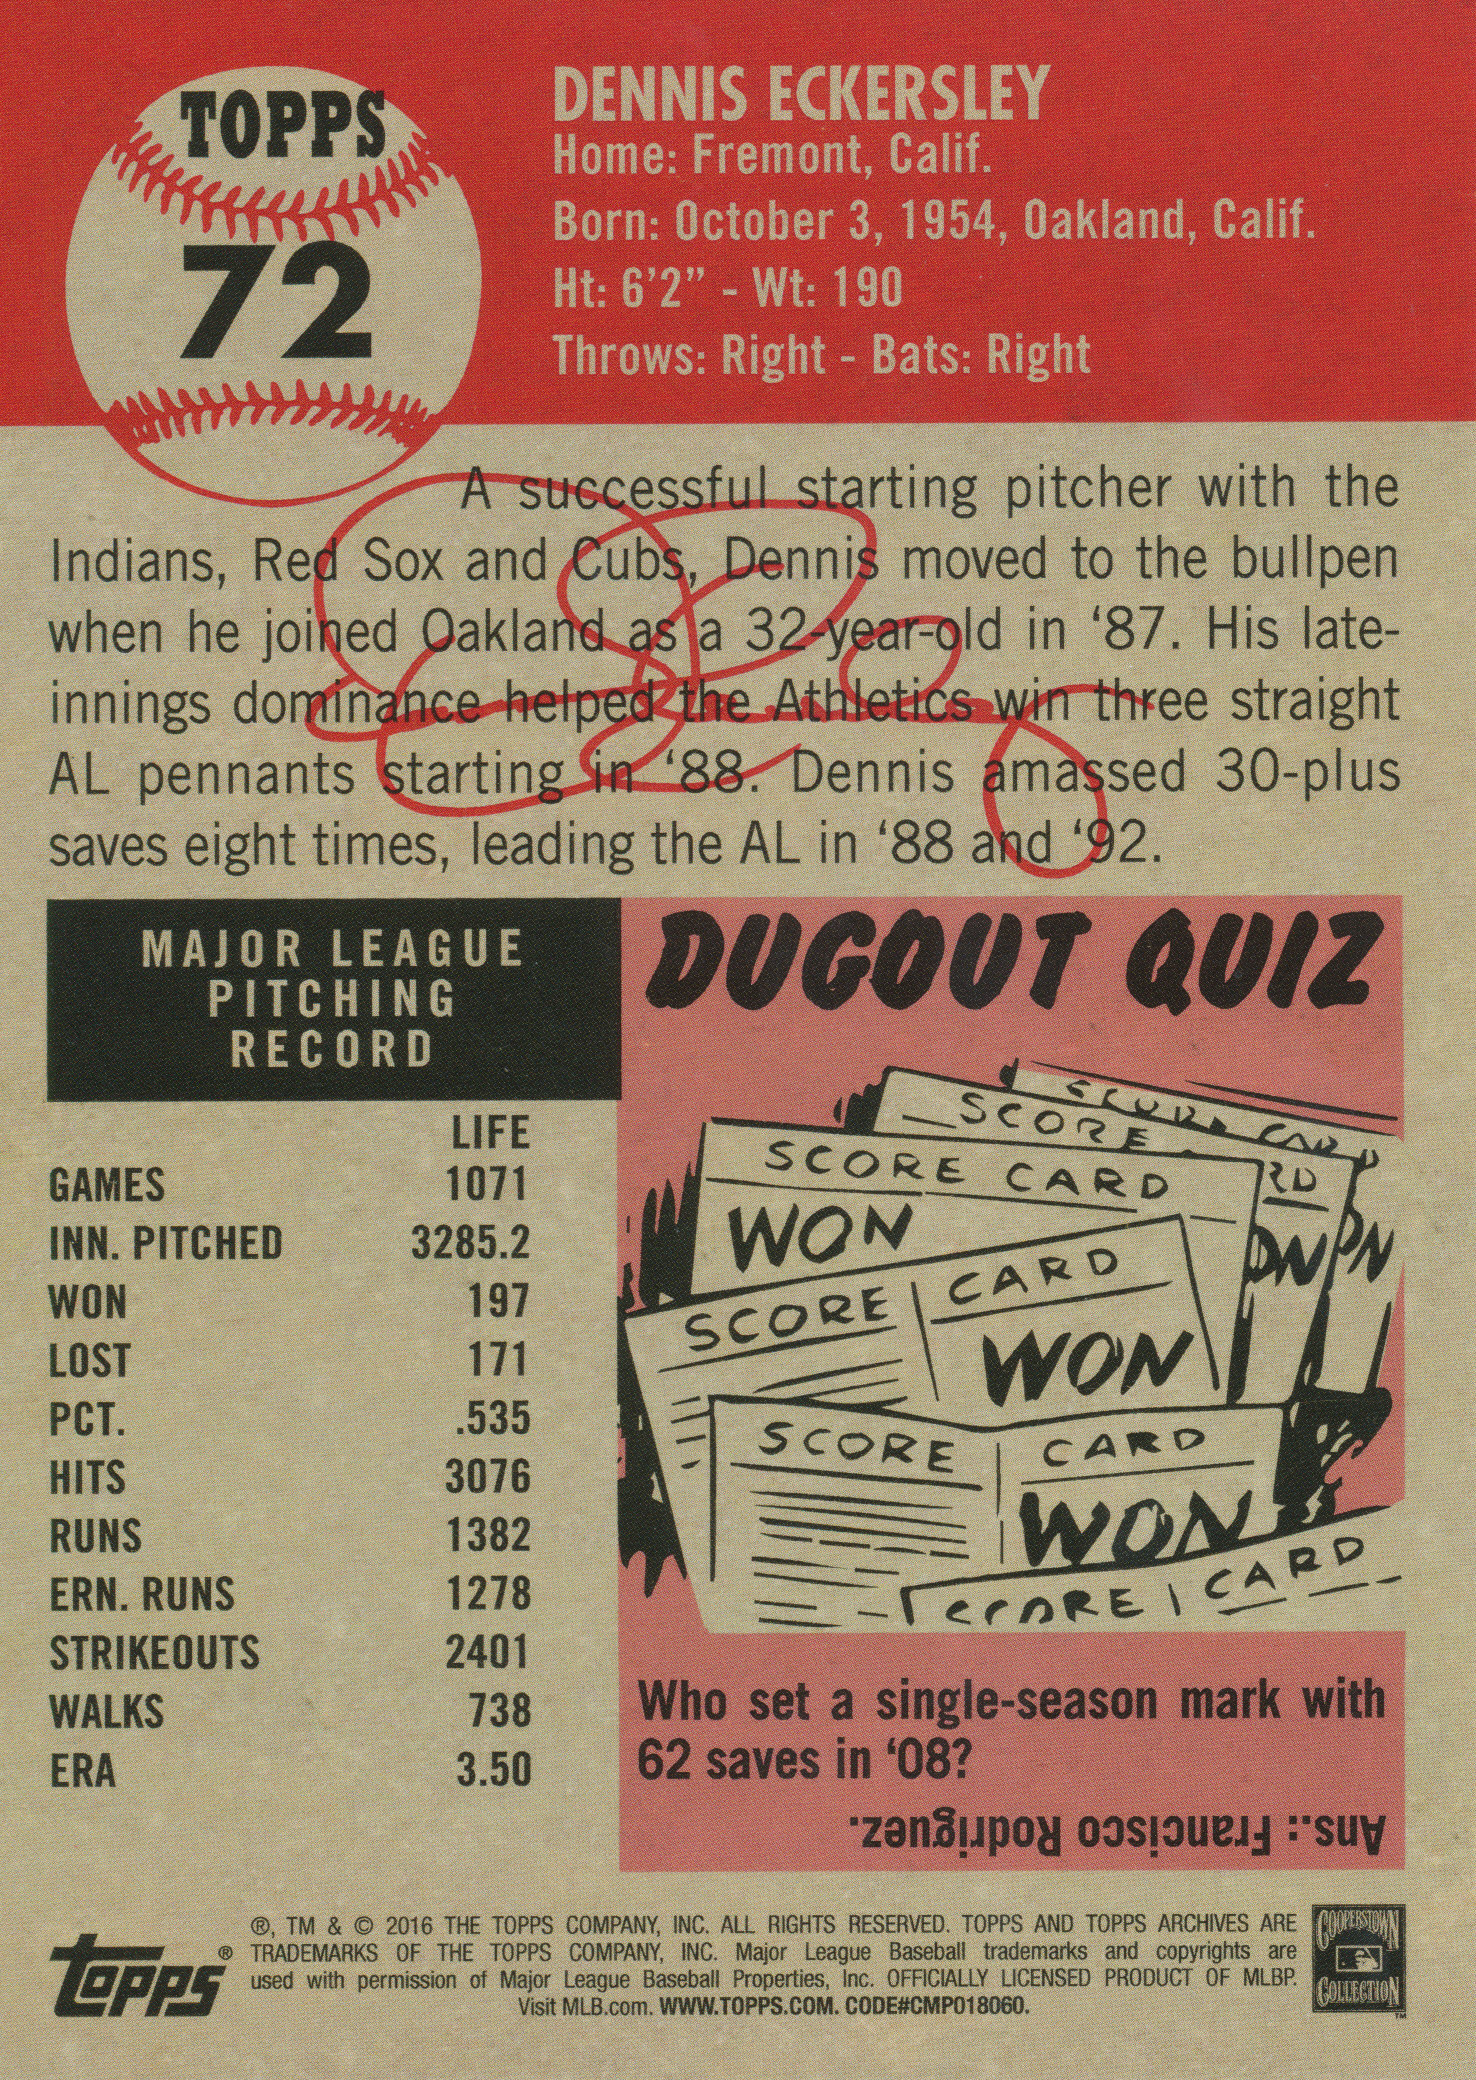 TOPPS
72
DENNIS ECKERSLEY
Home: Fremont, Calif.
Born: October 3, 1954, Oakland, Calif.
Ht: 6’2” - Wt: 190
Throws: Right - Bats: Right
A successful starting pitcher with the
Indians, Red Sox and Cubs, Dennis moved to the bullpen
when he joined Oakland as a 32-year-old in ‘87. His late-
innings dominance helped the Athletics win three straight
AL pennants starting in ‘88. Dennis amassed 30-plus
saves eight times, leading the AL in ‘88 and ‘92.
MAJOR LEAGUE
PITCHING
RECORD
LIFE
GAMES 1071
INN. PITCHED 3285.2
WON 197
LOST 171
PCT. .535
HITS 3076
RUNS 1382
ERN. RUNS 1278
STRIKEOUTS 2401
WALKS 738
ERA 3.50
DUGOUT QUIZ
SCORE CARD
SCORE RD
SCORE CARD
WON
WON
WON
SCORE CARD
WON
SCORE CARD
WON
SCORE CARD
Who set a single-season mark with
62 saves in ‘08?
Ans.: Francisco Rodriguez.
TOPPS ®
®, TM & © 2016 THE TOPPS COMPANY, INC. ALL RIGHTS RESERVED. TOPPS AND TOPPS ARCHIVES ARE
TRADEMARKS OF THE TOPPS COMPANY, INC. Major League Baseball trademarks and copyrights are
used with permission of Major League Baseball Properties, Inc. OFFICIALLY LICENSED PRODUCT OF MLBP.
Visit MLB.com. WWW.TOPPS.COM. CODE#CMP018060.
COOPERSTOWN
COLLECTION
TM